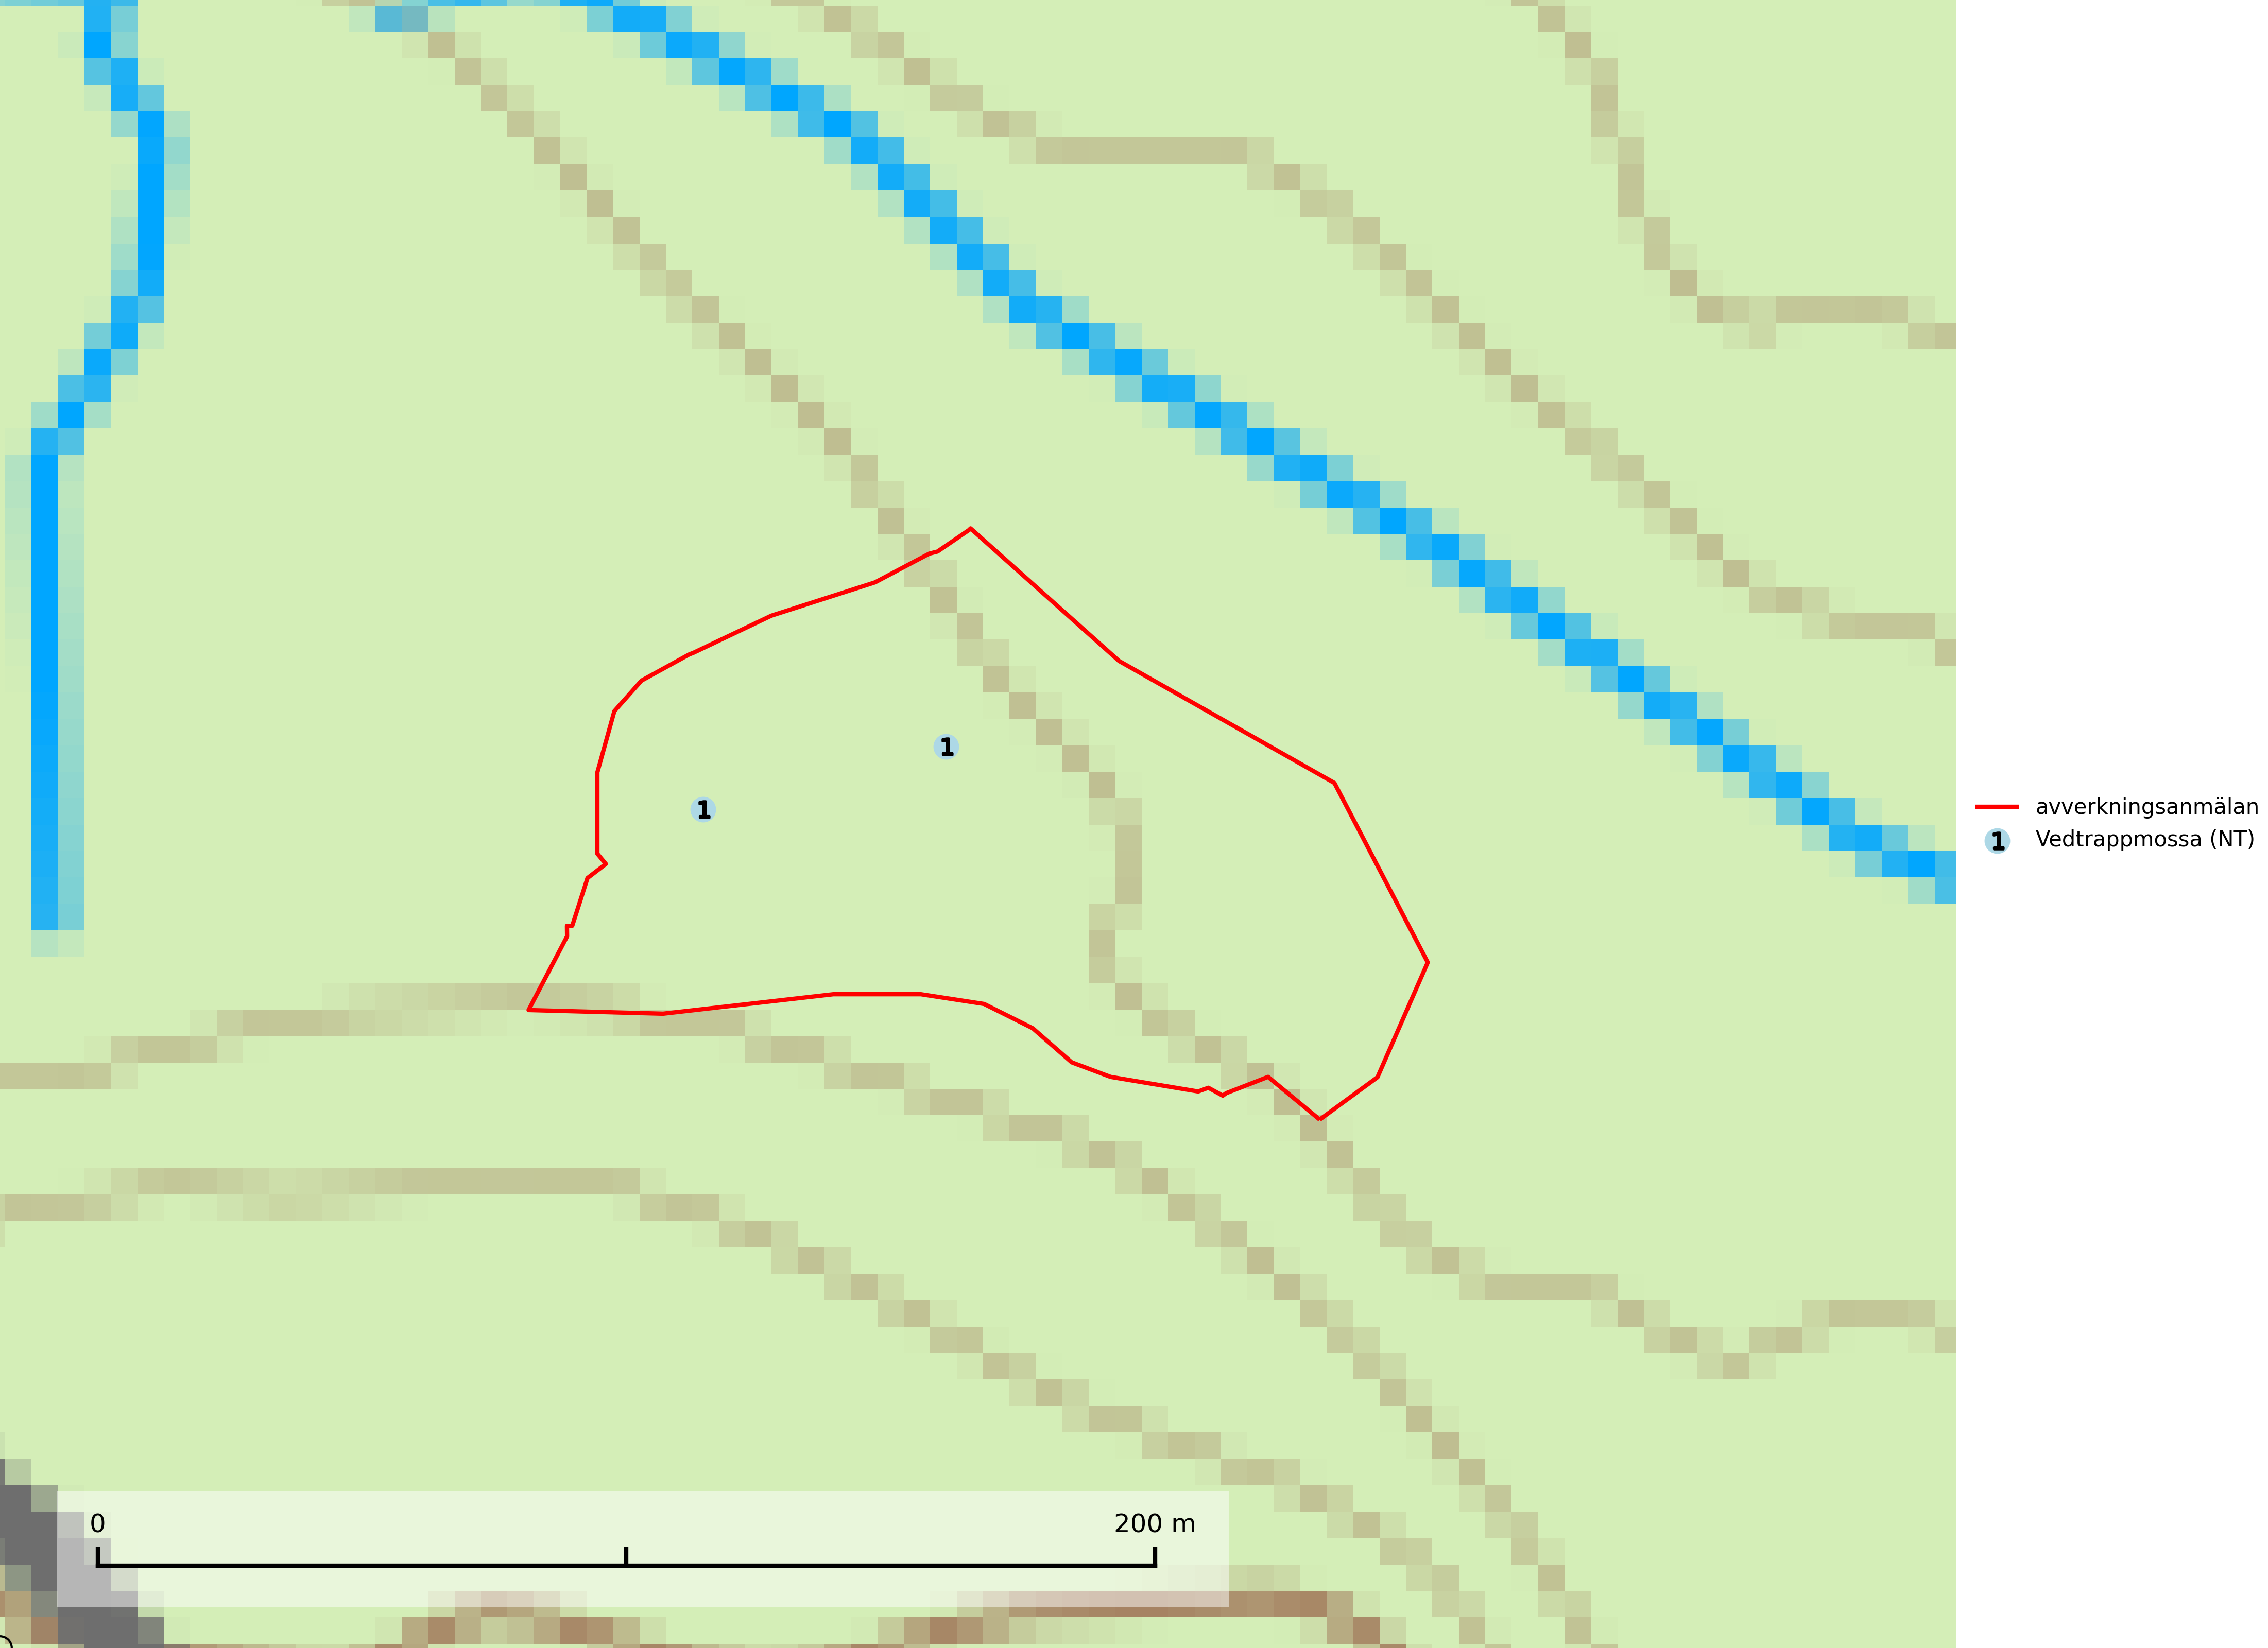 1
1
avverkningsanmälan
1 Vedtrappmossa (NT)
0 200 m